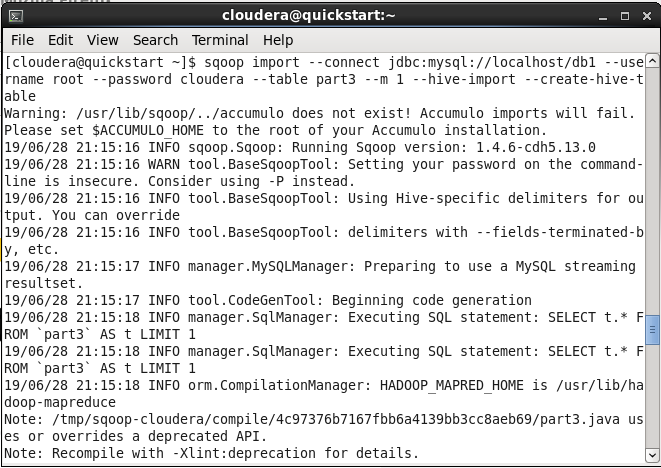 cloudera@quickstart:~
File Edit View Search Terminal Help
[cloudera@quickstart ~]$ sqoop import --connect jdbc:mysql://localhost/db1 --use
rname root --password cloudera --table part3 --m 1 --hive-import --create-hive-t
able
Warning: /usr/lib/sqoop/../accumulo does not exist! Accumulo imports will fail.
Please set $ACCUMULO_HOME to the root of your Accumulo installation.
19/06/28 21:15:16 INFO sqoop.Sqoop: Running Sqoop version: 1.4.6-cdh5.13.0
19/06/28 21:15:16 WARN tool.BaseSqoopTool: Setting your password on the command-
line is insecure. Consider using -P instead.
19/06/28 21:15:16 INFO tool.BaseSqoopTool: Using Hive-specific delimiters for ou
tput. You can override
19/06/28 21:15:16 INFO tool.BaseSqoopTool: delimiters with --fields-terminated-b
y, etc.
19/06/28 21:15:17 INFO manager.MySQLManager: Preparing to use a MySQL streaming
resultset.
19/06/28 21:15:17 INFO tool.CodeGenTool: Beginning code generation
19/06/28 21:15:18 INFO manager.SqlManager: Executing SQL statement: SELECT t.* F
ROM `part3` AS t LIMIT 1
19/06/28 21:15:18 INFO manager.SqlManager: Executing SQL statement: SELECT t.* F
ROM `part3` AS t LIMIT 1
19/06/28 21:15:18 INFO orm.CompilationManager: HADOOP_MAPRED_HOME is /usr/lib/ha
doop-mapreduce
Note: /tmp/sqoop-cloudera/compile/4c97376b7167fbb6a4139bb3cc8aeb69/part3.java us
es or overrides a deprecated API.
Note: Recompile with -Xlint:deprecation for details.